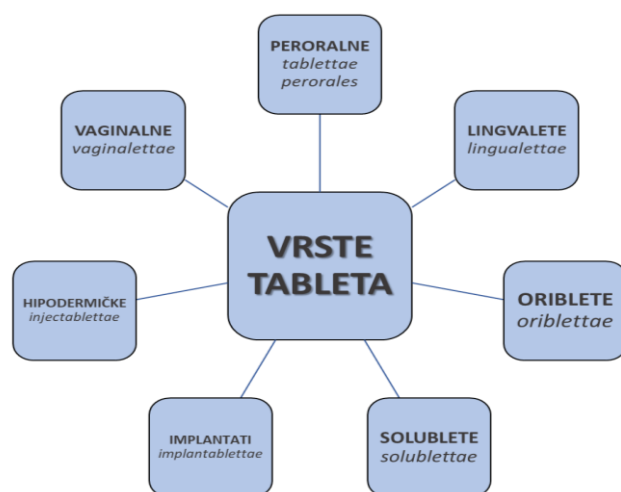 PERORALNE
tablettae
perorales
VAGINALNE
vaginalettae
LINGVALETE
lingualettae
VRSTE
TABLETA
HIPODERMIČKE
injectablettae
ORIBLETE
oriblettae
IMPLANTATI
implantablettae
SOLUBLETE
solublettae